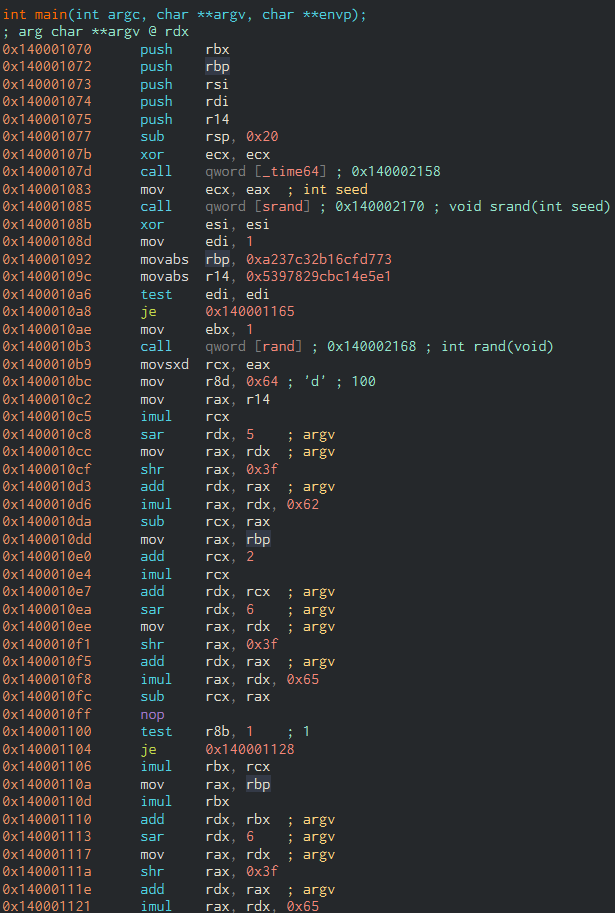 int main(int argc, char **argv, char **envp);
; arg char **argv @ rdx
0x140001070 push rbx
0x140001072 push rbp
0x140001073 push rsi
0x140001074 push rdi
0x140001075 push r14
0x140001077 sub rsp, 0x20
0x14000107b xor ecx, ecx
0x14000107d call qword [_time64] ; 0x140002158
0x140001083 mov ecx, eax ; int seed
0x140001085 call qword [srand] ; 0x140002170 ; void srand(int seed)
0x14000108b xor esi, esi
0x14000108d mov edi, 1
0x140001092 movabs rbp, 0xa237c32b16cfd773
0x14000109c movabs r14, 0x5397829cbc14e5e1
0x1400010a6 test edi, edi
0x1400010a8 je 0x140001165
0x1400010ae mov ebx, 1
0x1400010b3 call qword [rand] ; 0x140002168 ; int rand(void)
0x1400010b9 movsxd rcx, eax
0x1400010bc mov r8d, 0x64 ; 'd' ; 100
0x1400010c2 mov rax, r14
0x1400010c5 imul rcx
0x1400010c8 sar rdx, 5 ; argv
0x1400010cc mov rax, rdx ; argv
0x1400010cf shr rax, 0x3f
0x1400010d3 add rdx, rax ; argv
0x1400010d6 imul rax, rdx, 0x62
0x1400010da sub rcx, rax
0x1400010dd mov rax, rbp
0x1400010e0 add rcx, 2
0x1400010e4 imul rcx
0x1400010e7 add rdx, rcx ; argv
0x1400010ea sar rdx, 6 ; argv
0x1400010ee mov rax, rdx ; argv
0x1400010f1 shr rax, 0x3f
0x1400010f5 add rdx, rax ; argv
0x1400010f8 imul rax, rdx, 0x65
0x1400010fc sub rcx, rax
0x1400010ff nop
0x140001100 test r8b, 1 ; 1
0x140001104 je 0x140001128
0x140001106 imul rbx, rcx
0x14000110a mov rax, rbp
0x14000110d imul rbx
0x140001110 add rdx, rbx ; argv
0x140001113 sar rdx, 6 ; argv
0x140001117 mov rax, rdx ; argv
0x14000111a shr rax, 0x3f
0x14000111e add rdx, rax ; argv
0x140001121 imul rax, rdx, 0x65